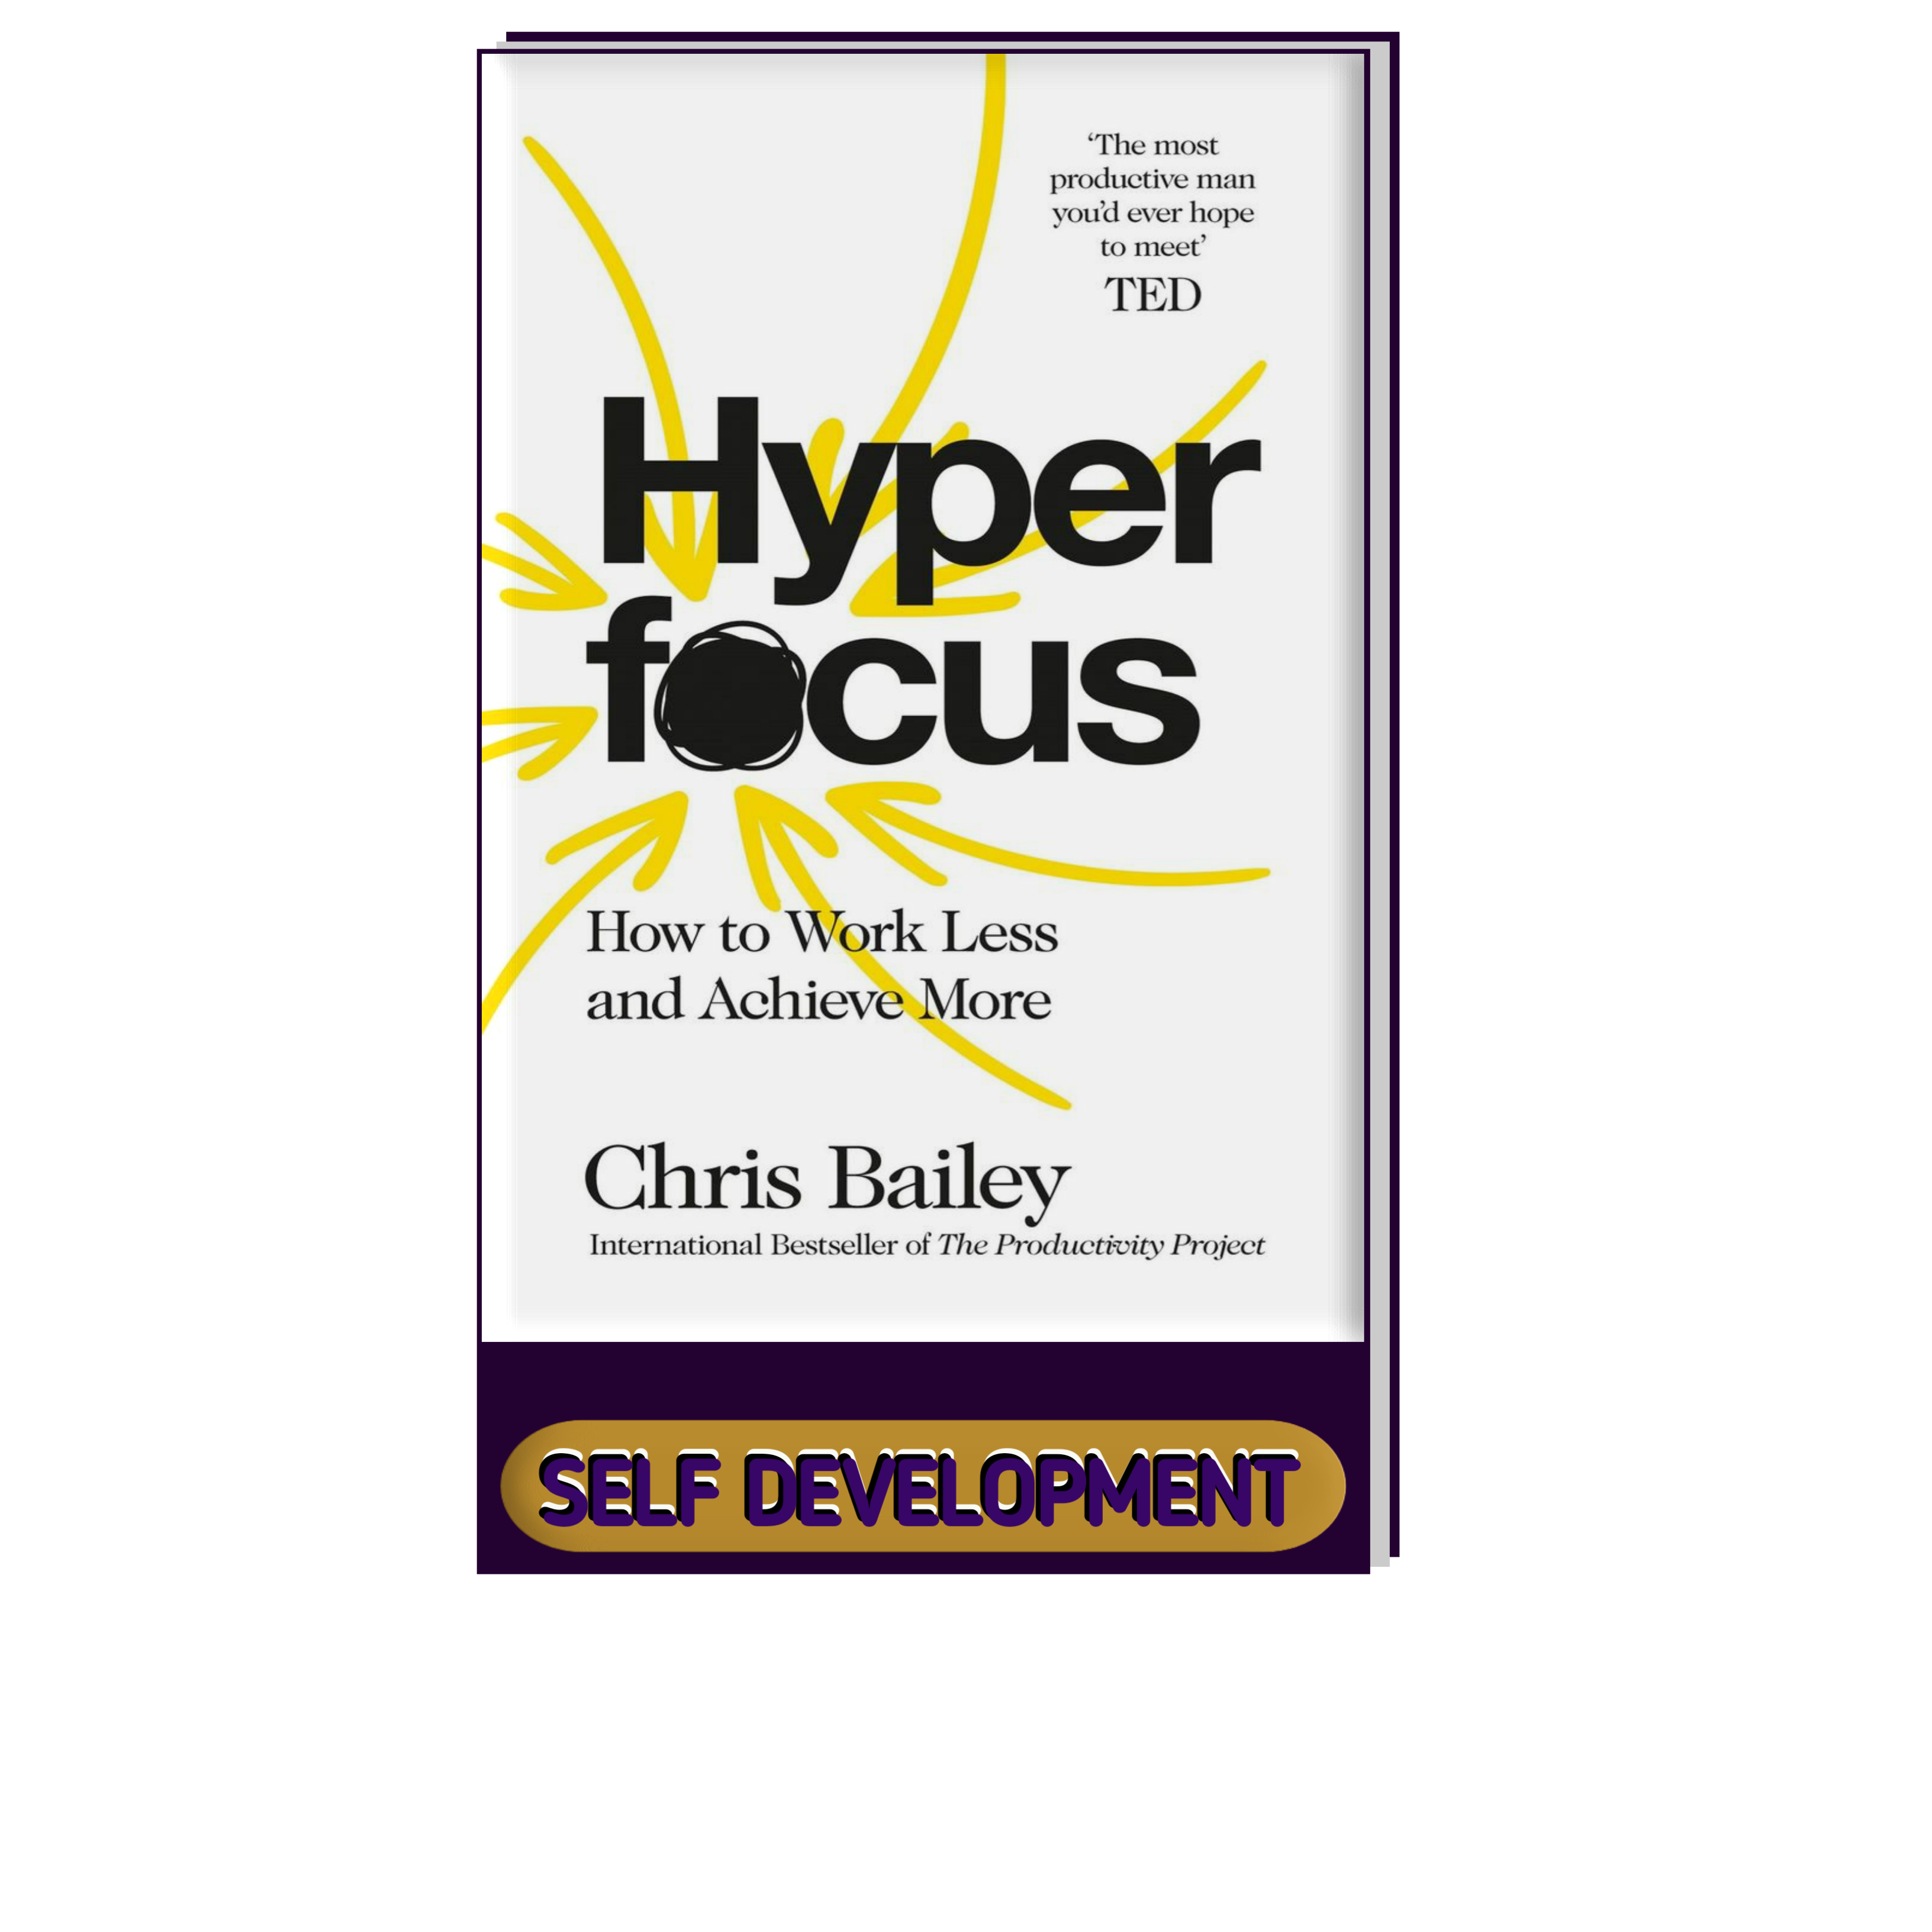 ‘The most
productive man
you’d ever hope
to meet’
TED
Hyper
focus
How to Work Less
and Achieve More
Chris Bailey
International Bestseller of The Productivity Project
SELF DEVELOPMENT